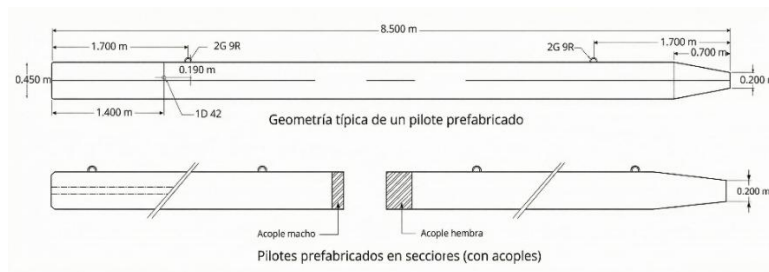 8.500 m
1.700 m
2G 9R
2G 9R
1.700 m
0.700 m
0.190 m
0.450 m
0.200 m
1.400 m
1D 42
Geometría típica de un pilote prefabricado
0.200 m
Acople macho
Acople hembra
Pilotes prefabricados en secciores (con acoples)